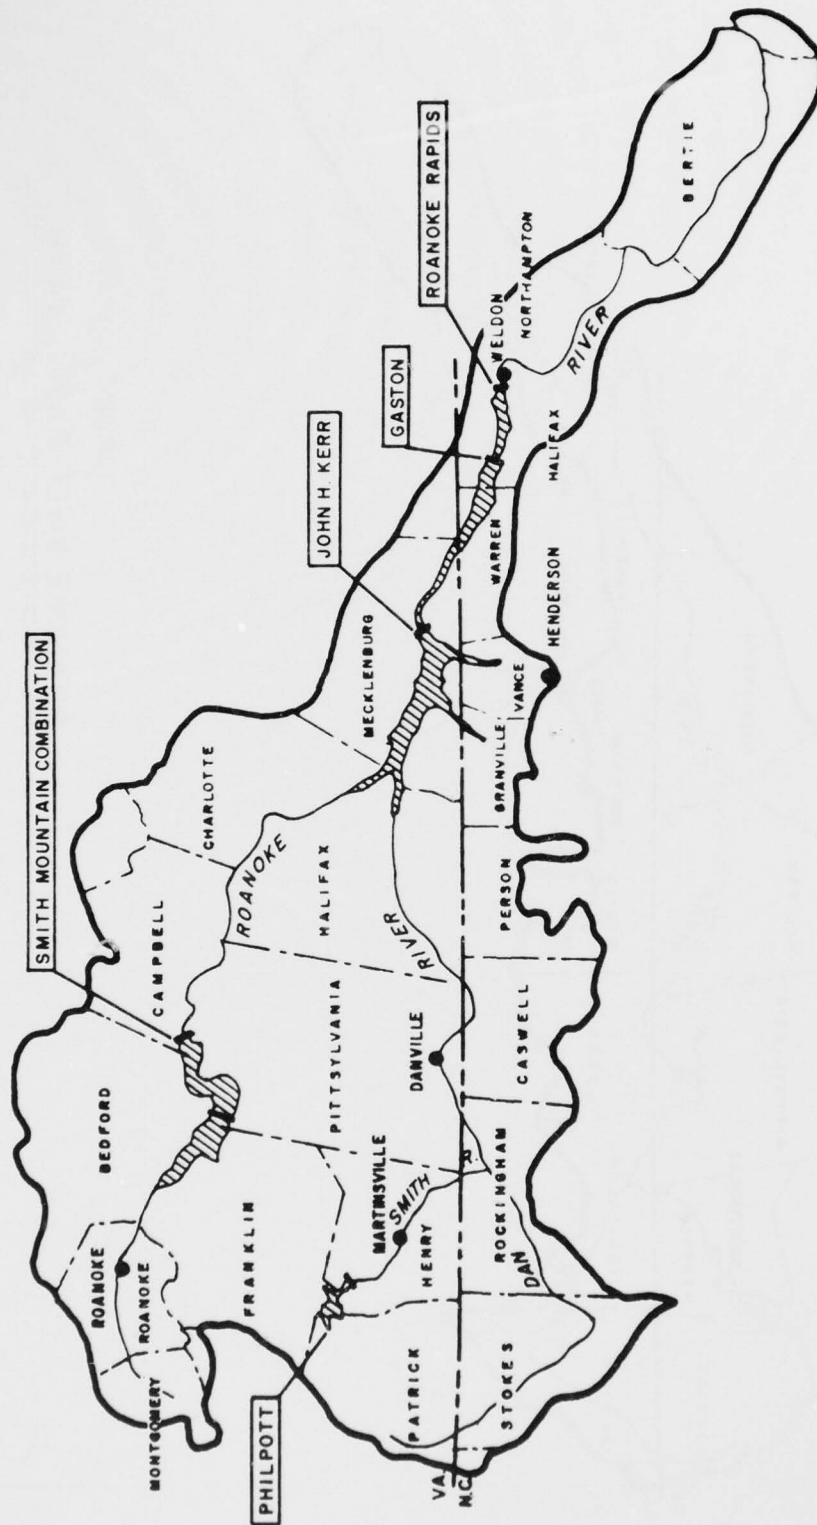 SMITH MOUNTAIN COMBINATION
JOHN H. KERR
GASTON
ROANOKE RAPIDS
PHILPOTT
MONTGOMERY
ROANOKE
ROANOKE
BEDFORD
CAMPBELL
CHARLOTTE
FRANKLIN
PITTSYLVANIA
HALIFAX
MECKLENBURG
ROANOKE
RIVER
PATRICK
HENRY
MARTINSVILLE
SMITH
R.
DANVILLE
VA.
N.C.
STOKES
ROCKINGHAM
DAN
CASWELL
PERSON
GRANVILLE
VANCE
HENDERSON
WARREN
HALIFAX
WELDON
NORTHAMPTON
RIVER
BERTIE